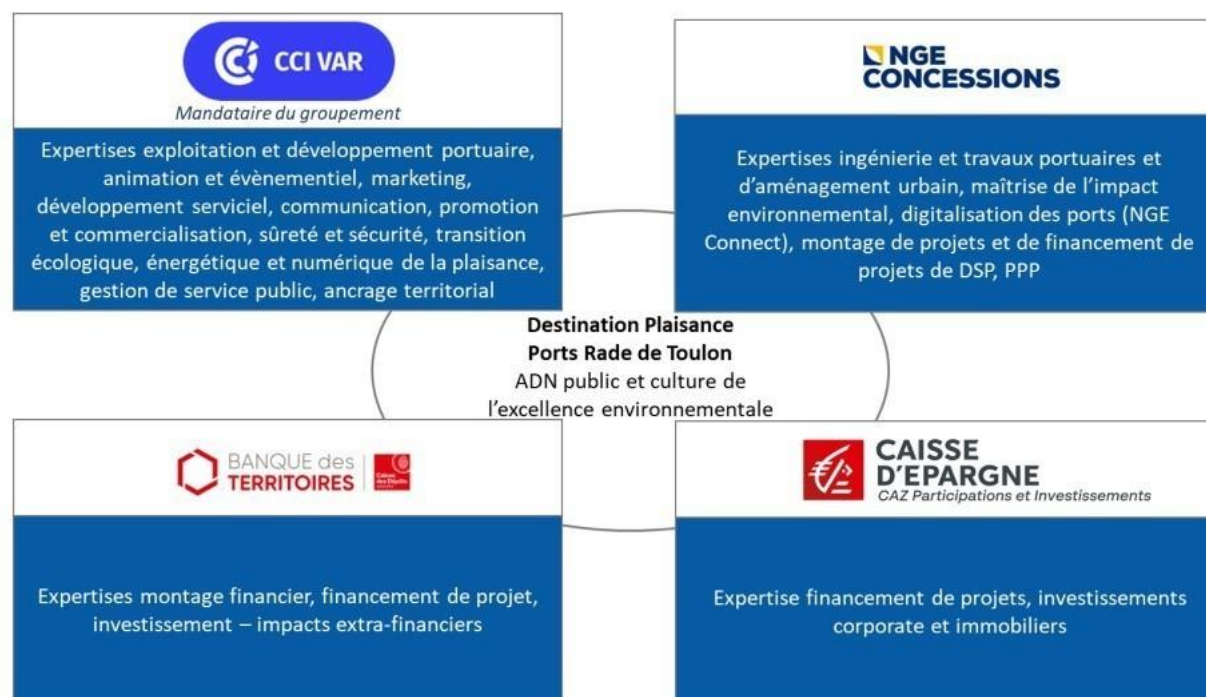 CCI VAR
Mandataire du groupement
Expertises exploitation et développement portuaire,
animation et évènementiel, marketing,
développement serviciel, communication, promotion
et commercialisation, sûreté et sécurité, transition
écologique, énergétique et numérique de la plaisance,
gestion de service public, ancrage territorial
NGE
CONCESSIONS
Expertises ingénierie et travaux portuaires et
d’aménagement urbain, maîtrise de l’impact
environnemental, digitalisation des ports (NGE
Connect), montage de projets et de financement de
projets de DSP, PPP
Destination Plaisance
Ports Rade de Toulon
ADN public et culture de
l’excellence environnementale
BANQUE des
TERRITOIRES
Caisse
des Dépôts
Expertises montage financier, financement de projet,
investissement – impacts extra-financiers
CAISSE
D'EPARGNE
CAZ Participations et Investissements
Expertise financement de projets, investissements
corporate et immobiliers